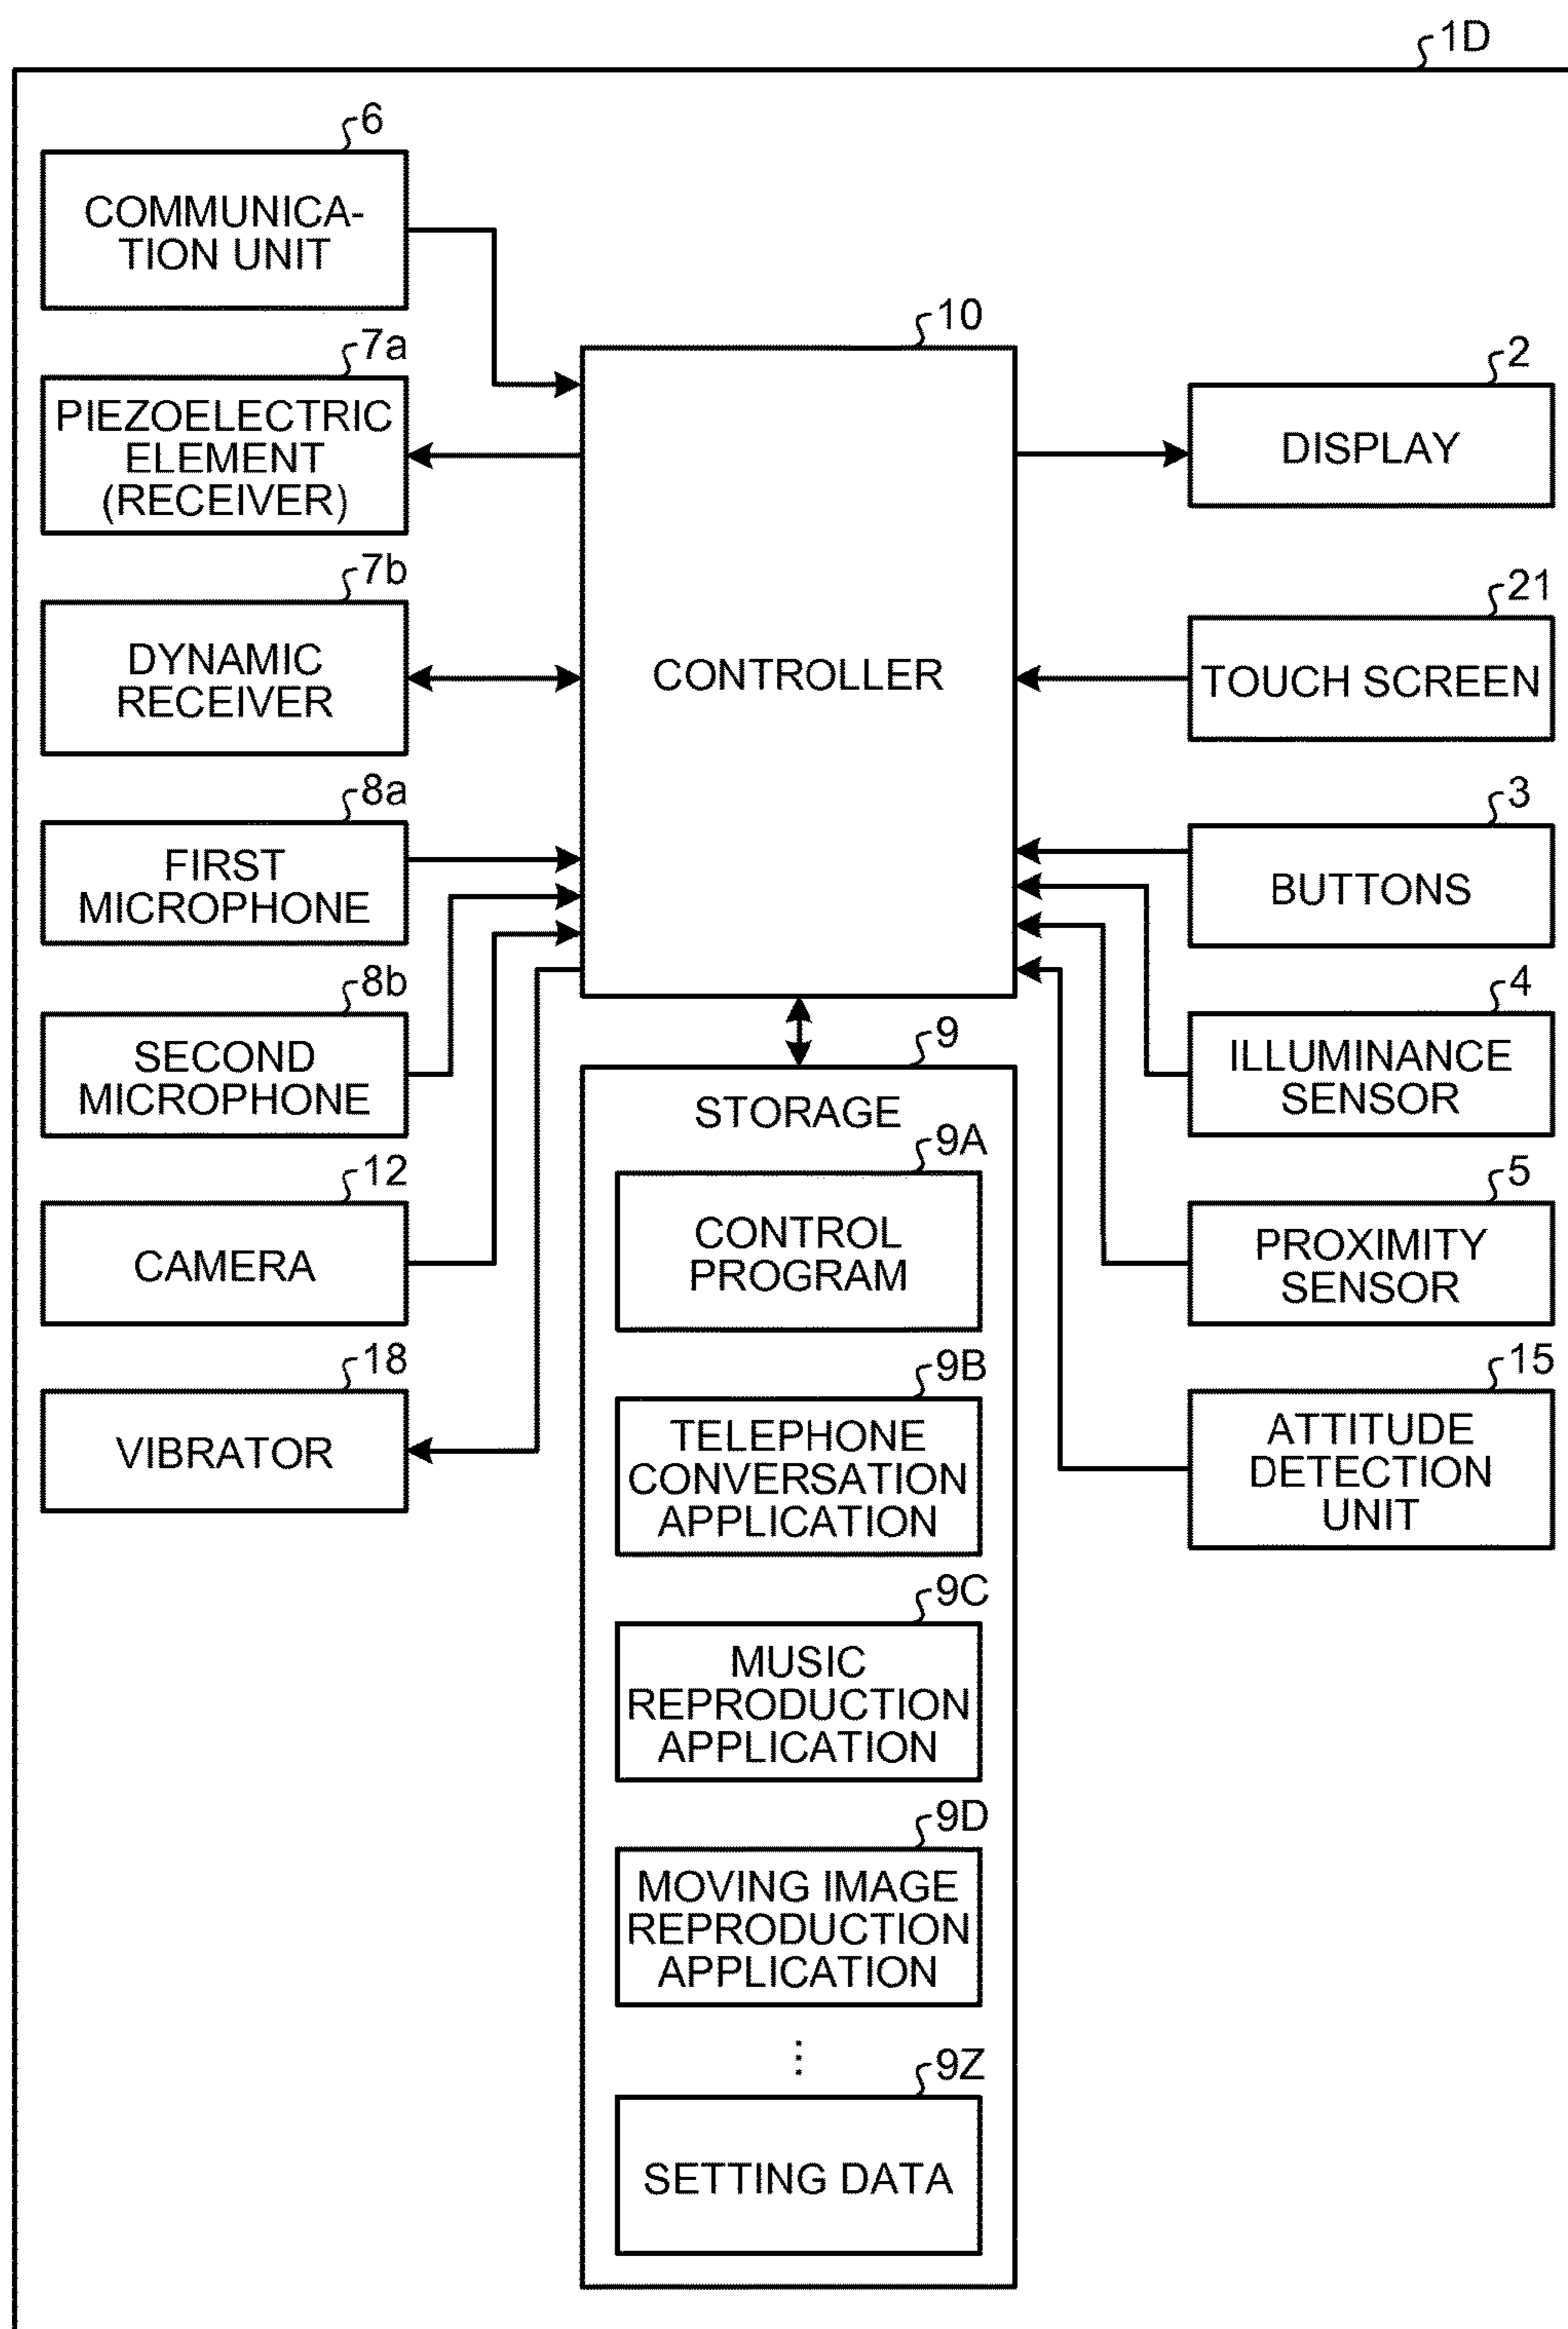 1D
6
COMMUNICA-
TION UNIT
7a
PIEZOELECTRIC
ELEMENT
(RECEIVER)
7b
DYNAMIC
RECEIVER
8a
FIRST
MICROPHONE
8b
SECOND
MICROPHONE
12
CAMERA
18
VIBRATOR
10
CONTROLLER
9
STORAGE
9A
CONTROL
PROGRAM
9B
TELEPHONE
CONVERSATION
APPLICATION
9C
MUSIC
REPRODUCTION
APPLICATION
9D
MOVING IMAGE
REPRODUCTION
APPLICATION
⋮
9Z
SETTING DATA
2
DISPLAY
21
TOUCH SCREEN
3
BUTTONS
4
ILLUMINANCE
SENSOR
5
PROXIMITY
SENSOR
15
ATTITUDE
DETECTION
UNIT